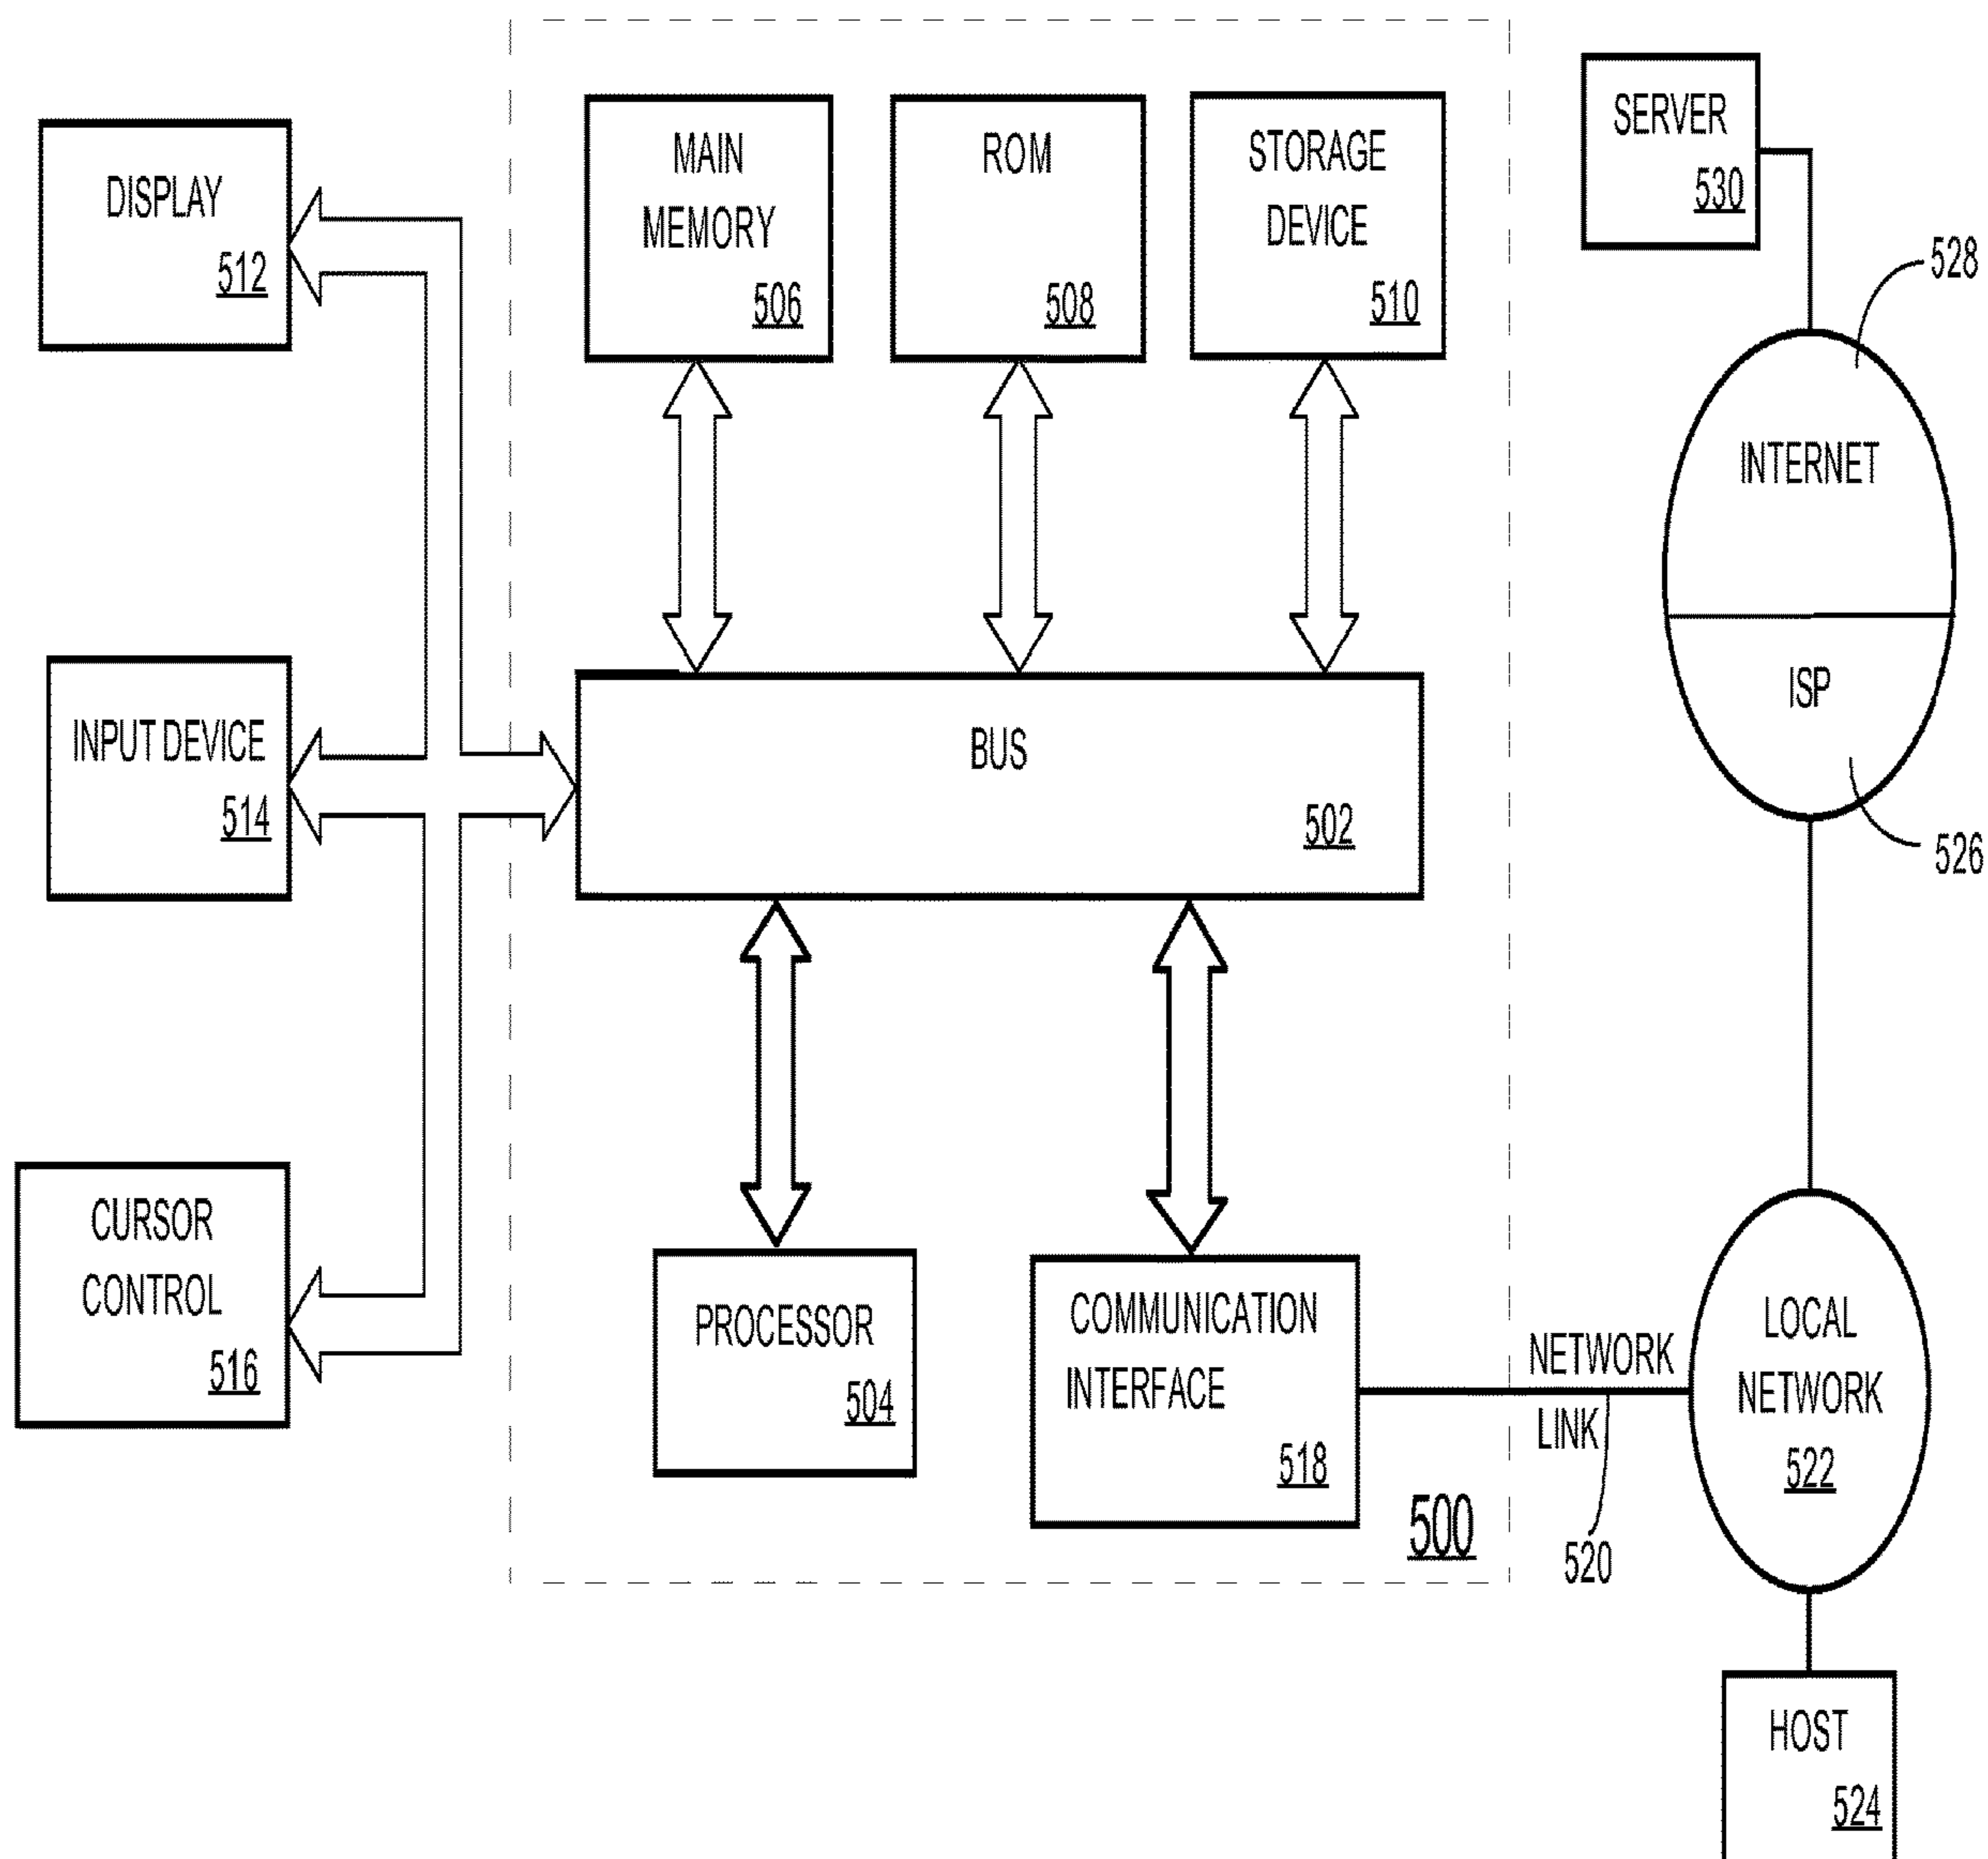 DISPLAY
512
INPUT DEVICE
514
CURSOR
CONTROL
516
MAIN
MEMORY
506
ROM
508
STORAGE
DEVICE
510
BUS
502
PROCESSOR
504
COMMUNICATION
INTERFACE
518
500
SERVER
530
528
INTERNET
ISP
526
NETWORK
LINK
520
LOCAL
NETWORK
522
HOST
524